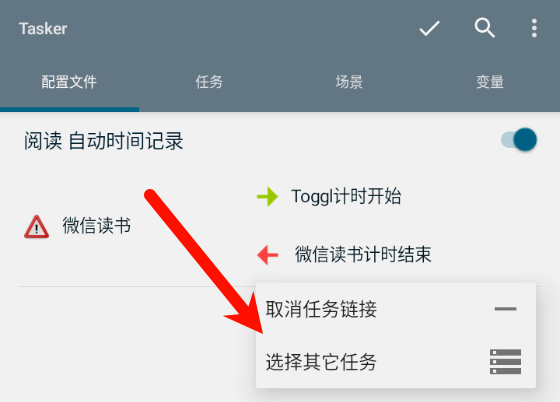 Tasker
配置文件 任务 场景 变量
阅读 自动时间记录
Toggl计时开始
微信读书
微信读书计时结束
取消任务链接
选择其它任务